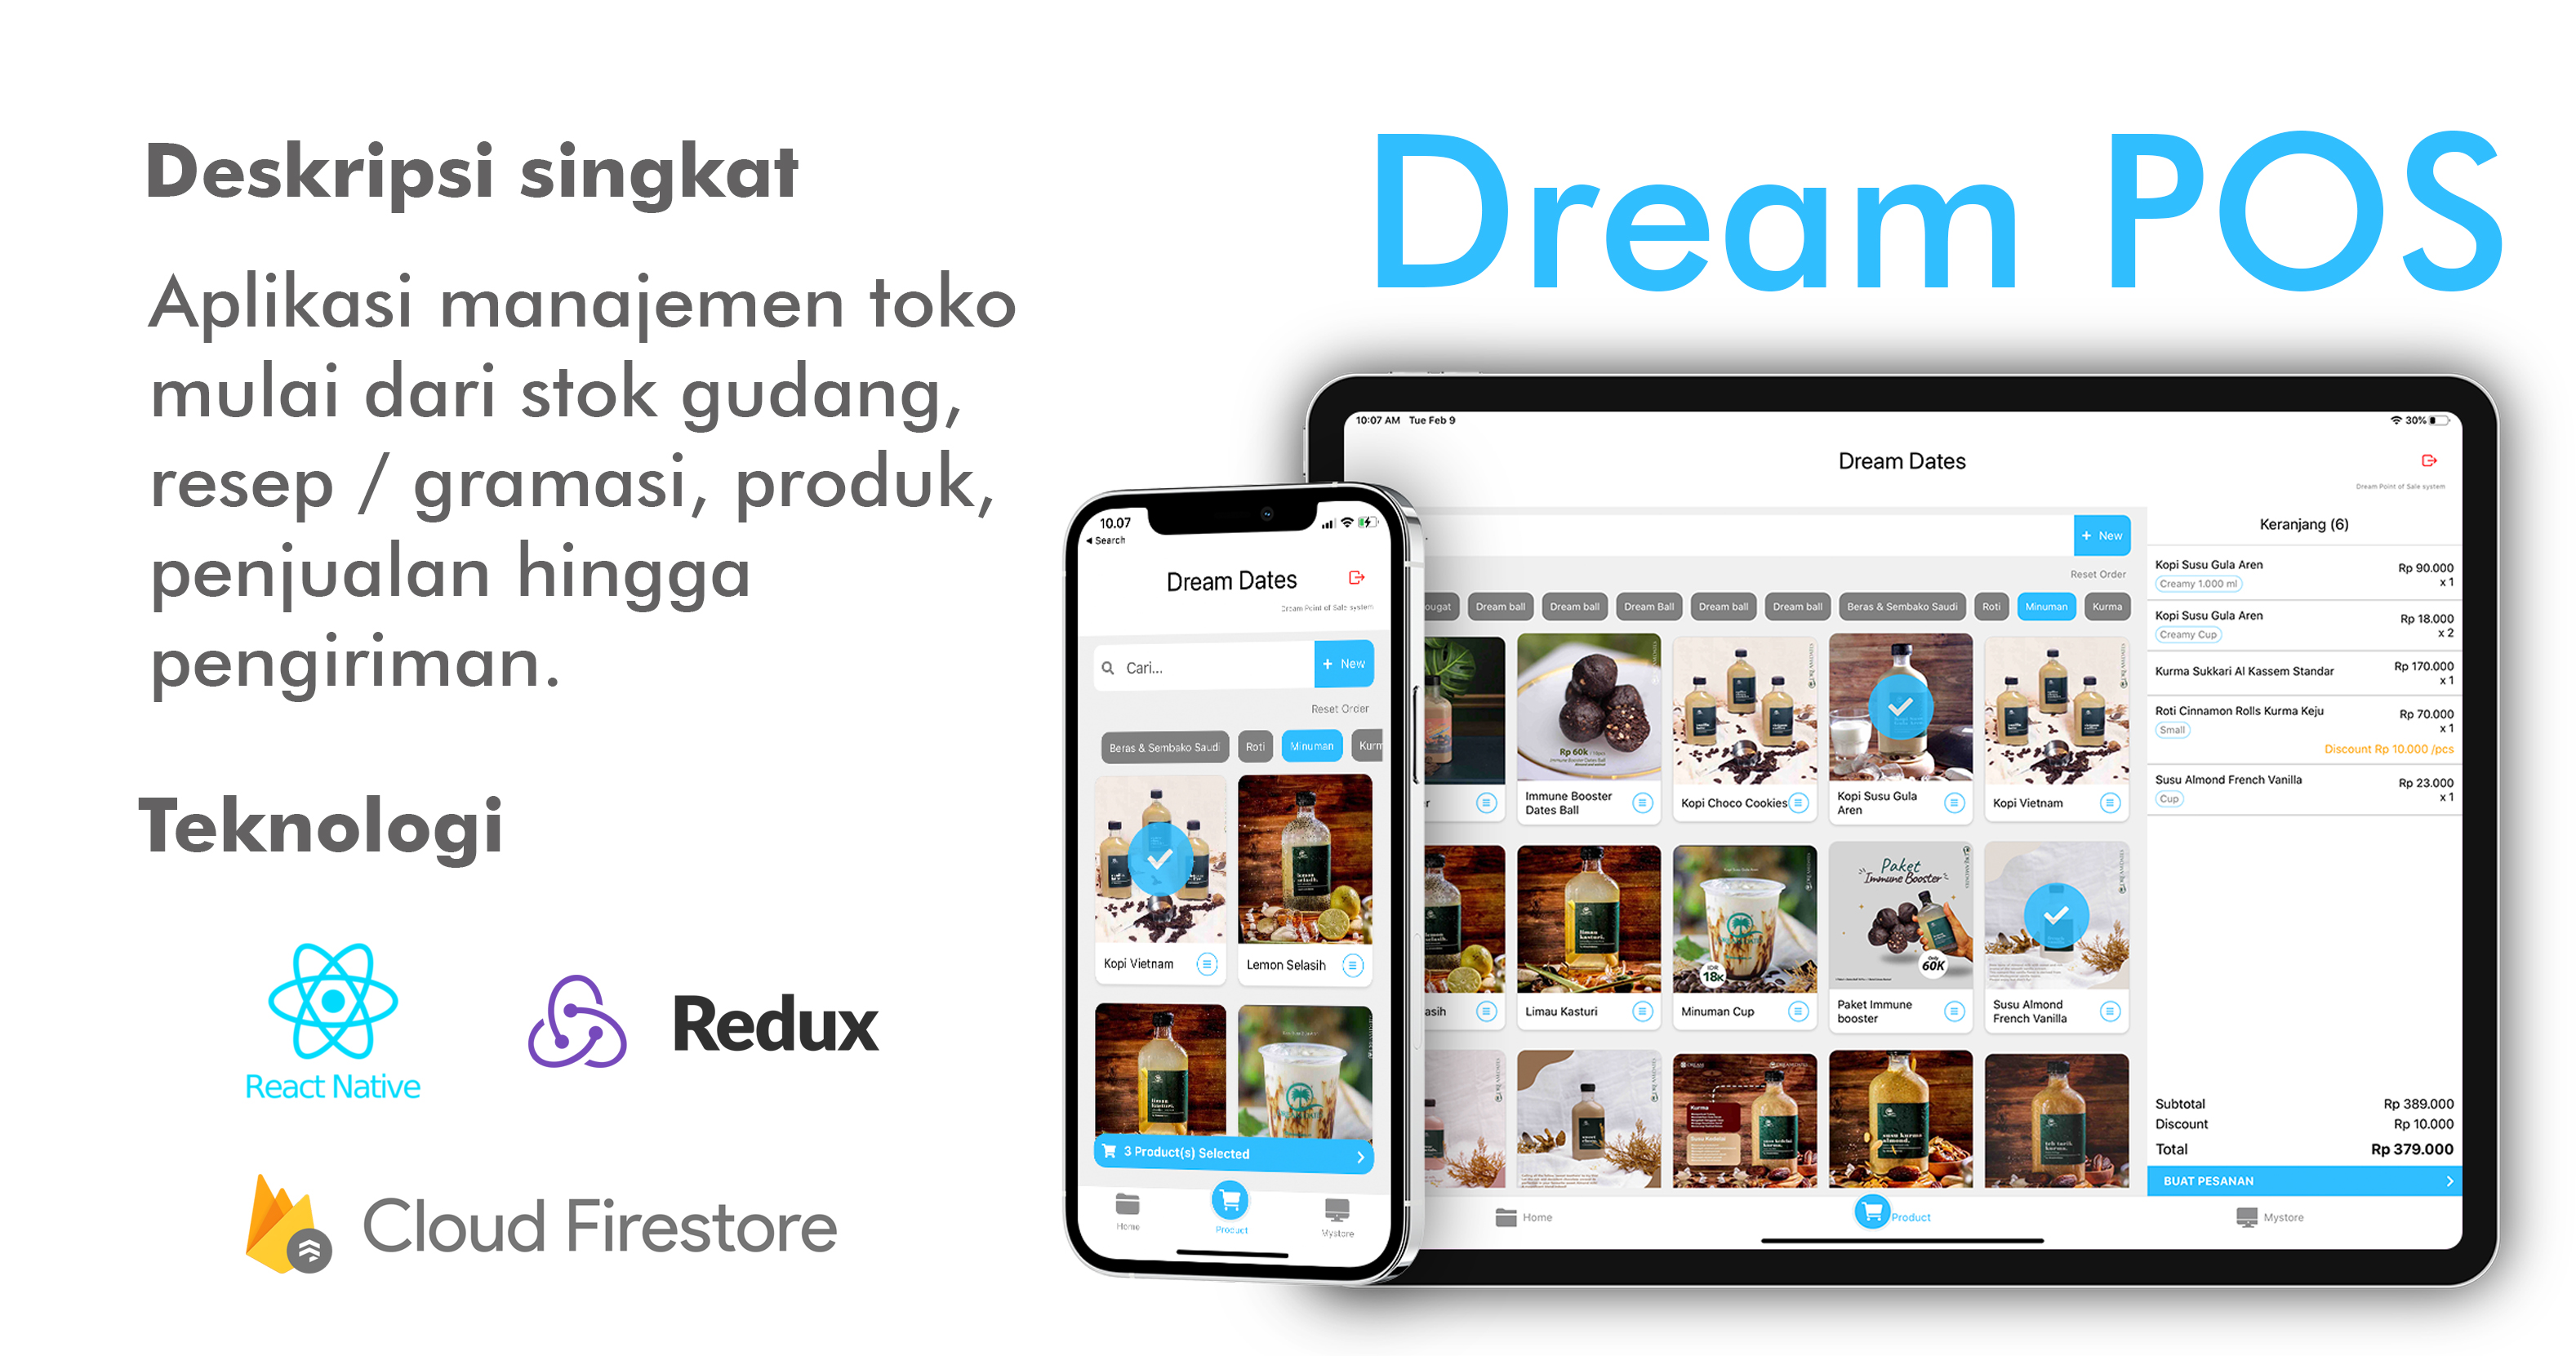 Deskripsi singkat
Aplikasi manajemen toko
mulai dari stok gudang,
resep / gramasi, produk,
penjualan hingga
pengiriman.
Teknologi
React Native
Redux
Cloud Firestore
Dream POS
10.07
Search
Dream Dates
Dream Point of Sale system
Cari...
+ New
Reset Order
Beras & Sembako Saudi
Roti
Minuman
Kurm
Kopi Vietnam
Lemon Selasih
3 Product(s) Selected
Home
Product
Mystore
10:07 AM Tue Feb 9
30%
Dream Dates
Dream Point of Sale system
+ New
Reset Order
ougat
Dream ball
Dream ball
Dream Ball
Dream ball
Dream ball
Beras & Sembako Saudi
Roti
Minuman
Kurma
Rp 60k
Immune Booster
Dates Ball
Kopi Choco Cookies
Kopi Susu Gula
Aren
Kopi Vietnam
asih
Limau Kasturi
IDR
18K
Minuman Cup
Paket
Immune Booster
Only
60K
Paket Immune
booster
Susu Almond
French Vanilla
Keranjang (6)
Kopi Susu Gula Aren
Rp 90.000
Creamy 1.000 ml
x 1
Kopi Susu Gula Aren
Rp 18.000
Creamy Cup
x 2
Kurma Sukkari Al Kassem Standar
Rp 170.000
x 1
Roti Cinnamon Rolls Kurma Keju
Rp 70.000
Small
x 1
Discount Rp 10.000 /pcs
Susu Almond French Vanilla
Rp 23.000
Cup
x 1
Subtotal Rp 389.000
Discount Rp 10.000
Total Rp 379.000
BUAT PESANAN
Home
Product
Mystore